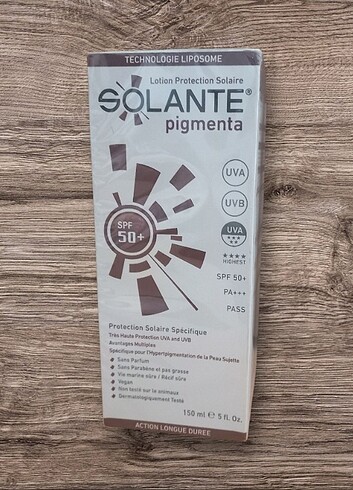 TECHNOLOGIE LIPOSOME
Lotion Protection Solaire
SOLANTE®
pigmenta
UVA
UVB
SPF
50+
UVA
HIGHEST
SPF 50+
PA+++
PASS
Protection Solaire Spécifique
Très Haute Protection UVA and UVB
Avantages Multiples
Spécifique pour l'Hyperpigmentation de la Peau Sujette
• Sans Parfum
• Sans Parabène et pas grasse
• Vie marine sûre / Récif sûre
• Vegan
• Non testé sur la animaux
• Dermatologiquement Testé
150 ml ℮ 5 fl. Oz.
ACTION LONGUE DURÉE